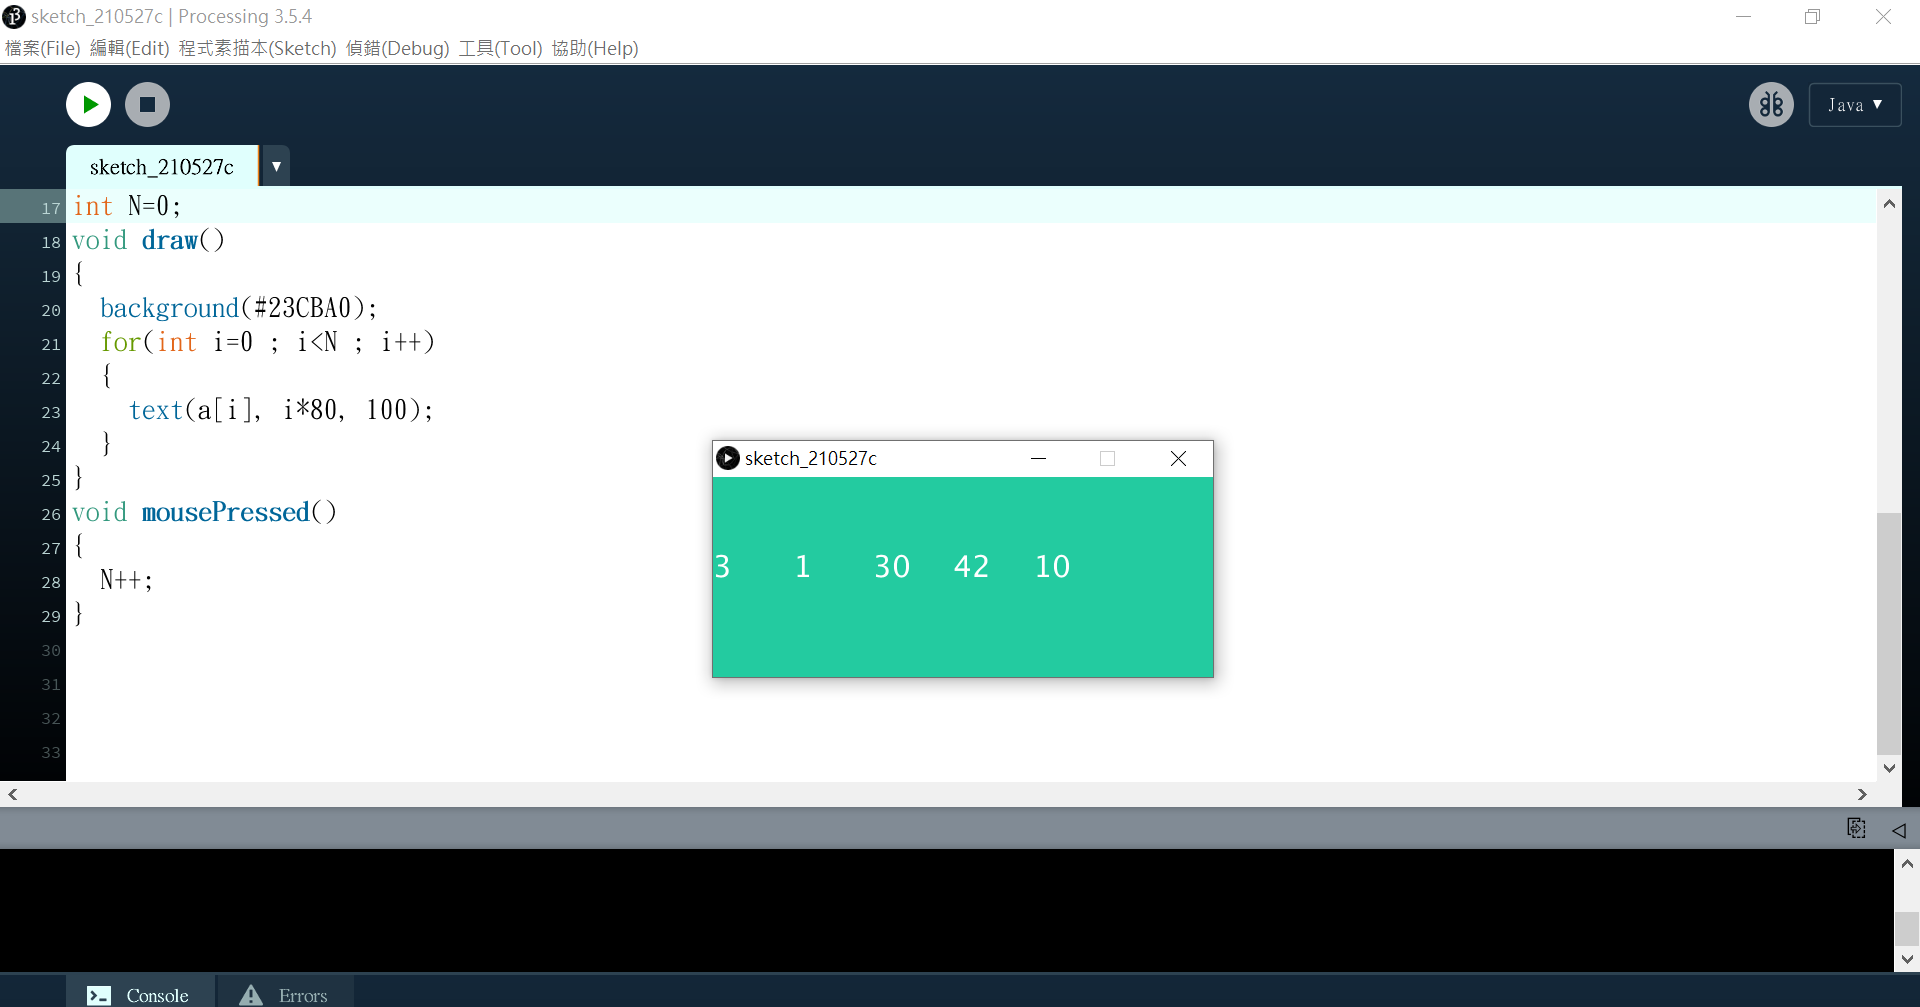 sketch_210527c | Processing 3.5.4
檔案(File) 編輯(Edit) 程式素描本(Sketch) 偵錯(Debug) 工具(Tool) 協助(Help)
Java ▼
sketch_210527c ▼
17 int N=0;
18 void draw()
19 {
20   background(#23CBA0);
21   for(int i=0 ; i<N ; i++)
22   {
23     text(a[i], i*80, 100);
24   }
25 }
26 void mousePressed()
27 {
28   N++;
29 }
30
31
32
33
sketch_210527c
3 1 30 42 10
Console Errors